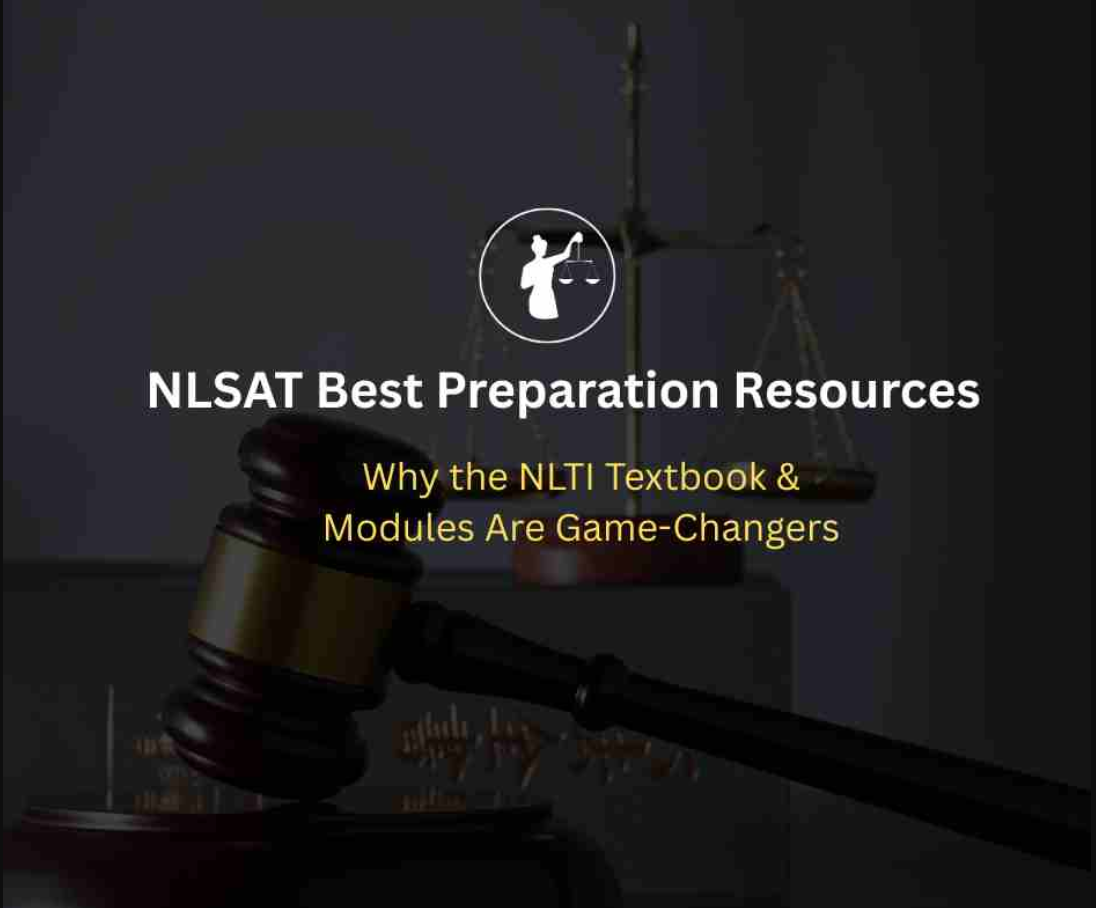 NLSAT Best Preparation Resources
Why the NLTI Textbook &
Modules Are Game-Changers